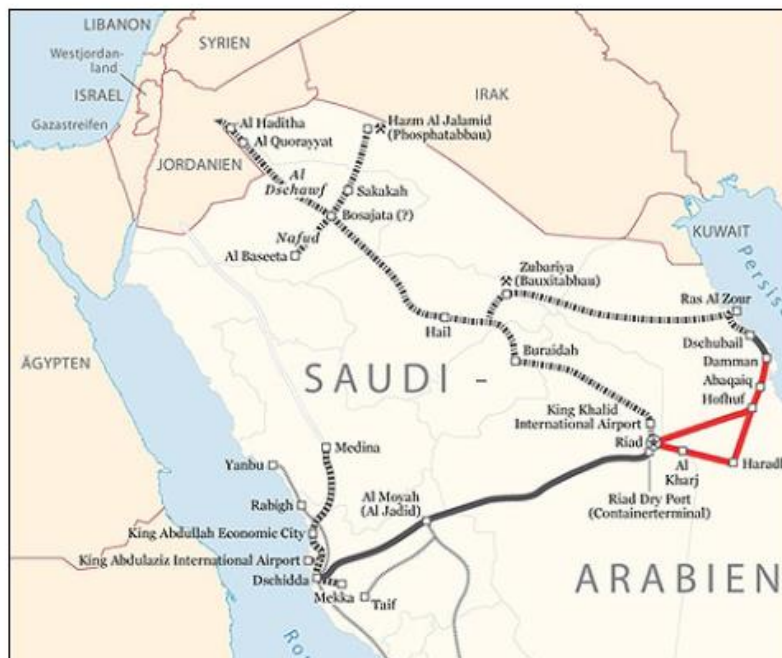 LIBANON
SYRIEN
Westjordan-
land
ISRAEL
Gazastreifen
IRAK
Al Haditha
Al Quorayyat
Hazm Al Jalamid
(Phosphatabbau)
JORDANIEN
Al
Dschawf
Sakakah
Bosajata (?)
Nafud
Al Baseeta
KUWAIT
Persi
Zubariya
(Bauxitabbau)
Ras Al Zour
Hail
Dschubail
Damman
ÄGYPTEN
Buraidah
Abaqaiq
Hofhuf
SAUDI -
King Khalid
International Airport
Medina
Riad
Al
Kharj
Haradh
Yanbu
Al Moyah
(Al Jadid)
Riad Dry Port
(Containerterminal)
Rabigh
King Abdullah Economic City
King Abdulaziz International Airport
Dschidda
Mekka
Taif
ARABIEN
Ro